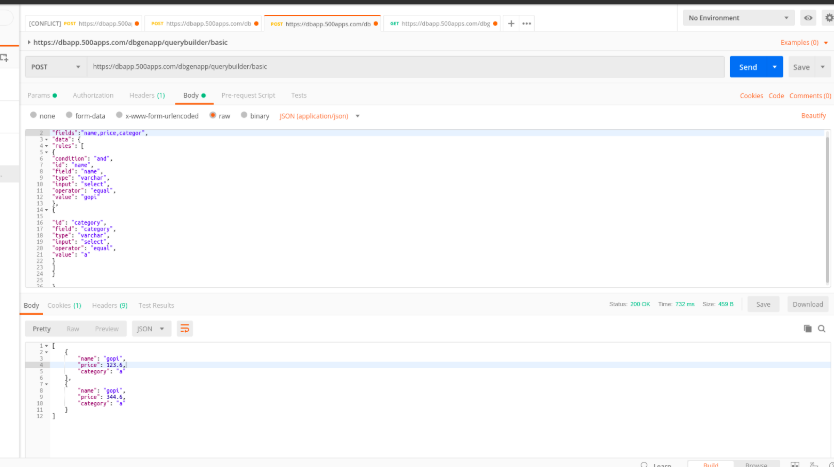 [CONFLICT] POST https://dbapp.500a
POST https://dbapp.500apps.com/db
POST https://dbapp.500apps.com/db
GET https://dbapp.500apps.com/dbg
+ •••
No Environment
https://dbapp.500apps.com/dbgenapp/querybuilder/basic
Examples (0)
POST
https://dbapp.500apps.com/dbgenapp/querybuilder/basic
Send
Save
Params
Authorization
Headers (1)
Body
Pre-request Script
Tests
Cookies Code Comments (0)
none
form-data
x-www-form-urlencoded
raw
binary
JSON (application/json)
Beautify
2 "fields":"name,price,categor",
3 "data": {
4 "rules": [
5 {
6 "condition": "and",
7 "id": "name",
8 "field": "name",
9 "type": "varchar",
10 "input": "select",
11 "operator": "equal",
12 "value": "gopi"
13 },
14 {
15
16 "id": "category",
17 "field": "category",
18 "type": "varchar",
19 "input": "select",
20 "operator": "equal",
21 "value": "a"
22 }
23 ]
24 }
25
26 }
Body
Cookies (1)
Headers (9)
Test Results
Status: 200 OK
Time: 732 ms
Size: 459 B
Save
Download
Pretty
Raw
Preview
JSON
1 [
2 {
3 "name": "gopi",
4 "price": 123.6,
5 "category": "a"
6 },
7 {
8 "name": "gopi",
9 "price": 344.6,
10 "category": "a"
11 }
12 ]
Learn
Build
Browse